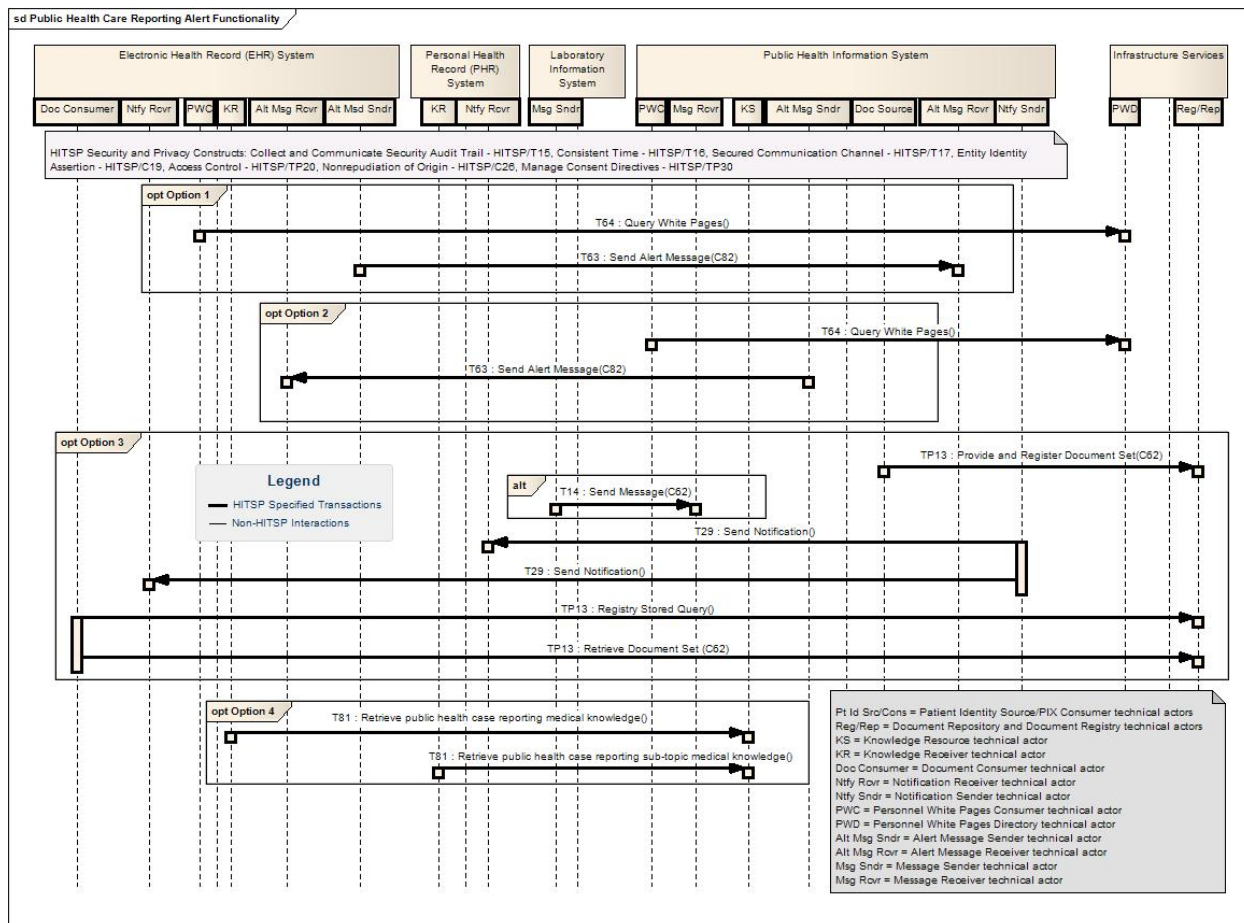 sd Public Health Care Reporting Alert Functionality
Electronic Health Record (EHR) System
Personal Health
Record (PHR)
System
Laboratory
Information
System
Public Health Information System
Infrastructure Services
Doc Consumer
Ntfy Rcvr
PWC
KR
Alt Msg Rcvr
Alt Msd Sndr
KR
Ntfy Rcvr
Msg Sndr
PWC
Msg Rcvr
KS
Alt Msg Sndr
Doc Source
Alt Msg Rcvr
Ntfy Sndr
PWD
Reg/Rep
HITSP Security and Privacy Constructs: Collect and Communicate Security Audit Trail - HITSP/T15, Consistent Time - HITSP/T16, Secured Communication Channel - HITSP/T17, Entity Identity
Assertion - HITSP/C19, Access Control - HITSP/TP20, Nonrepudiation of Origin - HITSP/C26, Manage Consent Directives - HITSP/TP30
opt Option 1
T64 : Query White Pages()
T63 : Send Alert Message(C82)
opt Option 2
T64 : Query White Pages()
T63 : Send Alert Message(C82)
opt Option 3
TP13 : Provide and Register Document Set(C62)
Legend
HITSP Specified Transactions
Non-HITSP Interactions
alt
T14 : Send Message(C62)
T29 : Send Notification()
T29 : Send Notification()
TP13 : Registry Stored Query()
TP13 : Retrieve Document Set (C62)
opt Option 4
T81 : Retrieve public health case reporting medical knowledge()
T81 : Retrieve public health case reporting sub-topic medical knowledge()
Pt Id Src/Cons = Patient Identity Source/PIX Consumer technical actors
Reg/Rep = Document Repository and Document Registry technical actors
KS = Knowledge Resource technical actor
KR = Knowledge Receiver technical actor
Doc Consumer = Document Consumer technical actor
Ntfy Rcvr = Notification Receiver technical actor
Ntfy Sndr = Notification Sender technical actor
PWC = Personnel White Pages Consumer technical actor
PWD = Personnel White Pages Directory technical actor
Alt Msg Sndr = Alert Message Sender technical actor
Alt Msg Rcvr = Alert Message Receiver technical actor
Msg Sndr = Message Sender technical actor
Msg Rcvr = Message Receiver technical actor